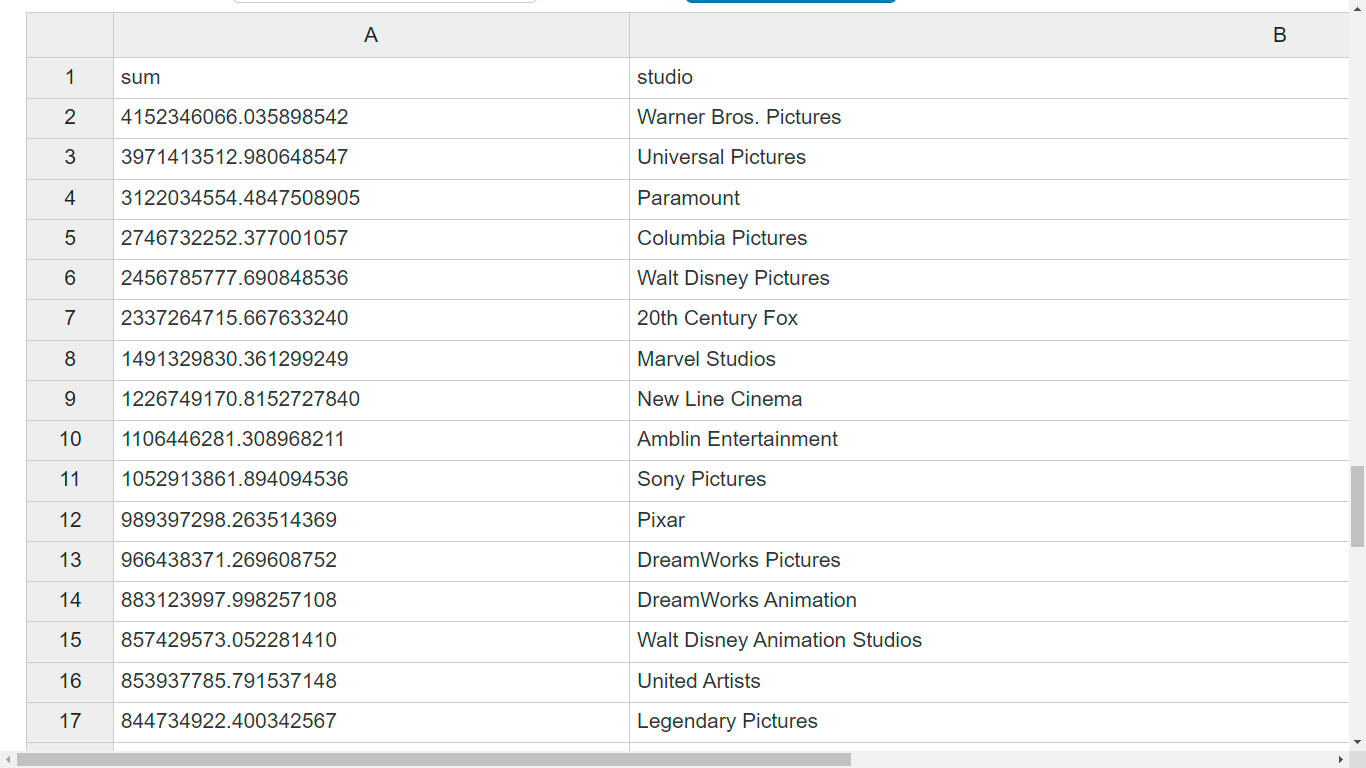 A B
1 sum studio
2 4152346066.035898542 Warner Bros. Pictures
3 3971413512.980648547 Universal Pictures
4 3122034554.4847508905 Paramount
5 2746732252.377001057 Columbia Pictures
6 2456785777.690848536 Walt Disney Pictures
7 2337264715.667633240 20th Century Fox
8 1491329830.361299249 Marvel Studios
9 1226749170.8152727840 New Line Cinema
10 1106446281.308968211 Amblin Entertainment
11 1052913861.894094536 Sony Pictures
12 989397298.263514369 Pixar
13 966438371.269608752 DreamWorks Pictures
14 883123997.998257108 DreamWorks Animation
15 857429573.052281410 Walt Disney Animation Studios
16 853937785.791537148 United Artists
17 844734922.400342567 Legendary Pictures